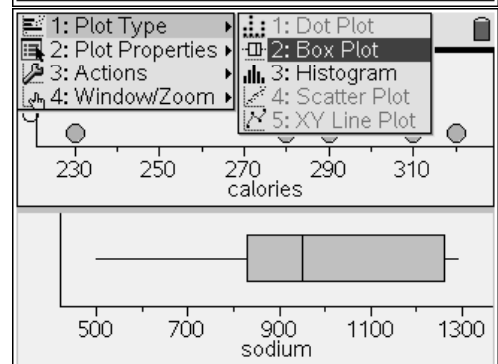 1: Plot Type
2: Plot Properties
3: Actions
4: Window/Zoom
1: Dot Plot
2: Box Plot
3: Histogram
4: Scatter Plot
5: XY Line Plot
230 250 270 290 310
calories
500 700 900 1100 1300
sodium